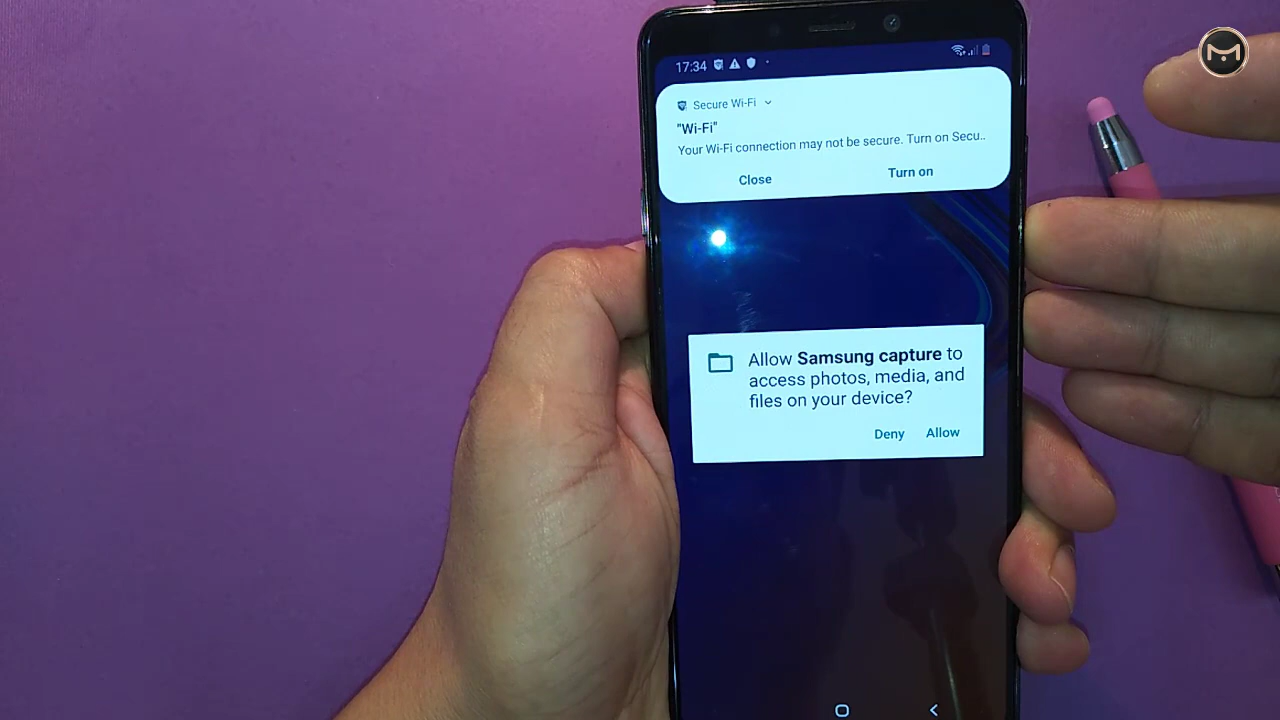 17:34
Secure Wi-Fi
"Wi-Fi"
Your Wi-Fi connection may not be secure. Turn on Secu..
Close Turn on
Allow Samsung capture to
access photos, media, and
files on your device?
Deny Allow